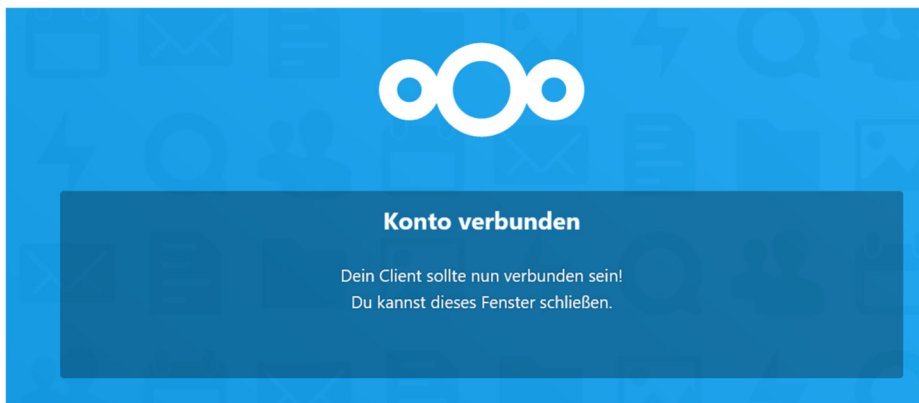 Konto verbunden
Dein Client sollte nun verbunden sein!
Du kannst dieses Fenster schließen.